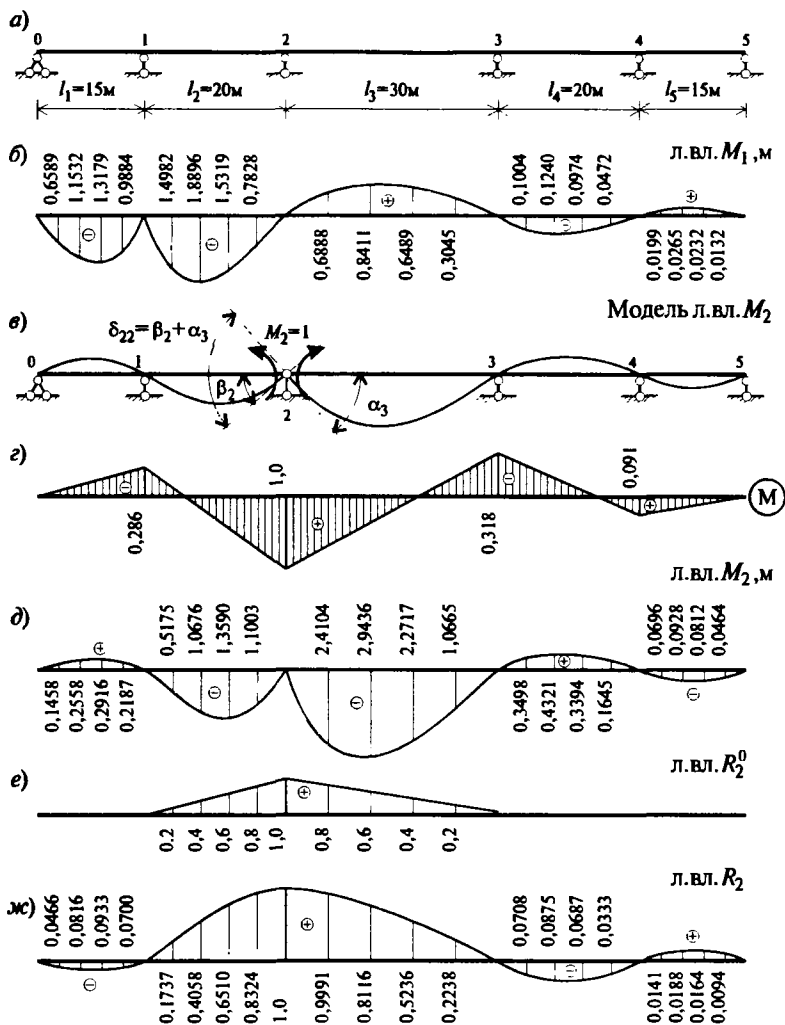 а)
0 1 2 3 4 5
l₁=15м l₂=20м l₃=30м l₄=20м l₅=15м
б)
л.вл. M₁, м
0,6589 1,1532 1,3179 0,9884 1,4982 1,8896 1,5319 0,7828 0,1004 0,1240 0,0974 0,0472
0,6888 0,8411 0,6489 0,3045 0,0199 0,0265 0,0232 0,0132
Модель л.вл. M₂
в)
δ₂₂=β₂+α₃ M₂=1
0 1 3 4 5
β₂ 2 α₃
г)
1,0 0,091
М
0,286 0,318
л.вл. M₂, м
д)
0,5175 1,0676 1,3590 1,1003 2,4104 2,9436 2,2717 1,0665 0,0696 0,0928 0,0812 0,0464
0,1458 0,2558 0,2916 0,2187 0,3498 0,4321 0,3394 0,1645
л.вл. R₂⁰
е)
0,2 0,4 0,6 0,8 1,0 0,8 0,6 0,4 0,2
л.вл. R₂
ж)
0,0466 0,0816 0,0933 0,0700 0,0708 0,0875 0,0687 0,0333
0,1737 0,4058 0,6510 0,8324 1.0 0,9991 0,8116 0,5236 0,2238 0,0141 0,0188 0,0164 0,0094